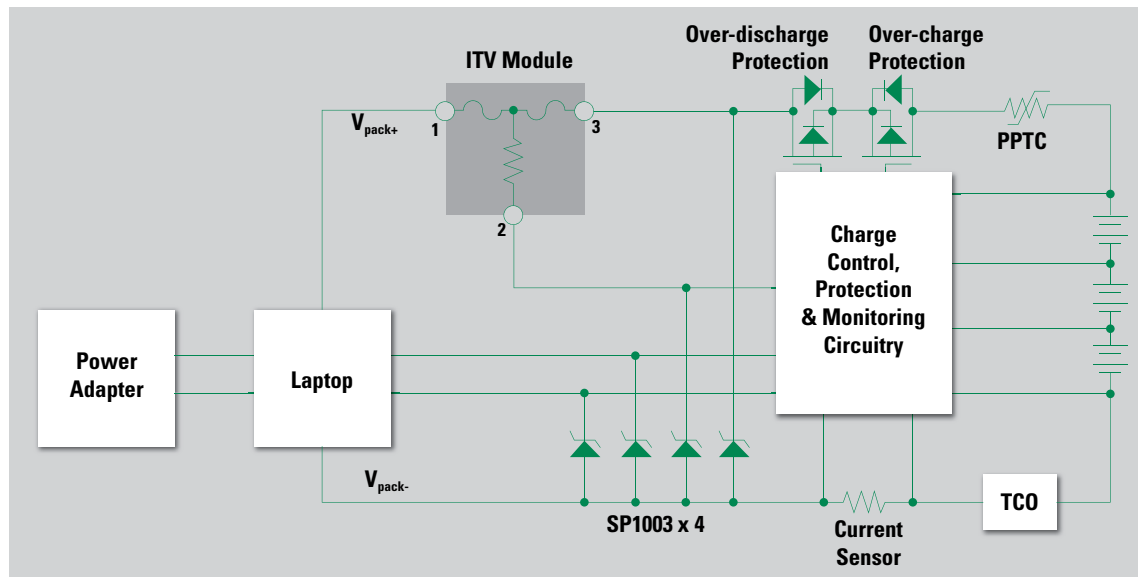 Over-discharge
Protection
Over-charge
Protection
ITV Module
Vpack+
1
3
2
PPTC
Charge
Control,
Protection
& Monitoring
Circuitry
Power
Adapter
Laptop
Vpack-
SP1003 x 4
Current
Sensor
TCO